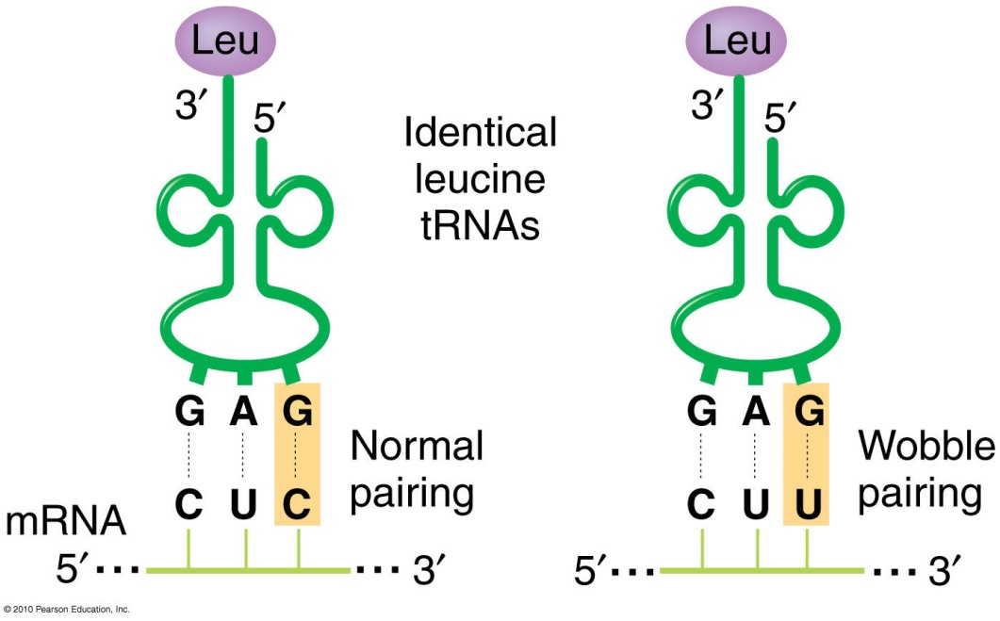 Leu
3′
5′
G A G
C U C
Normal
pairing
mRNA
5′··· ··· 3′
Identical
leucine
tRNAs
Leu
3′
5′
G A G
C U U
Wobble
pairing
5′··· ··· 3′
© 2010 Pearson Education, Inc.